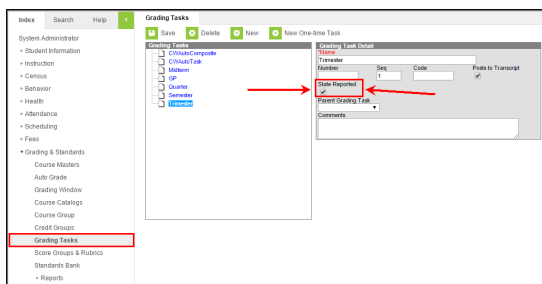 Index Search Help
System Administrator
Student Information
Instruction
Census
Behavior
Health
Attendance
Scheduling
Fees
Grading & Standards
Course Masters
Auto Grade
Grading Window
Course Catalogs
Course Group
Credit Groups
Grading Tasks
Score Groups & Rubrics
Standards Bank
Reports
Grading Tasks
Save Delete New New One-time Task
Grading Tasks
CWAutoComposite
CWAutoTask
Midterm
GP
Quarter
Semester
Trimester
Grading Task Detail
*Name
Trimester
Number Seq Code Posts to Transcript
1
State Reported
Parent Grading Task
Comments